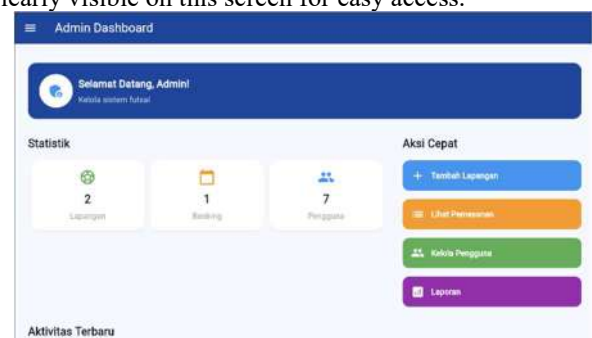 early visible on this screen for easy access.
Admin Dashboard
Selamat Datang, Admin!
Kelola sistem futsal
Statistik
Aksi Cepat
2
Lapangan
1
Booking
7
Pengguna
Tambah Lapangan
Lihat Pemesanan
Kelola Pengguna
Laporan
Aktivitas Terbaru